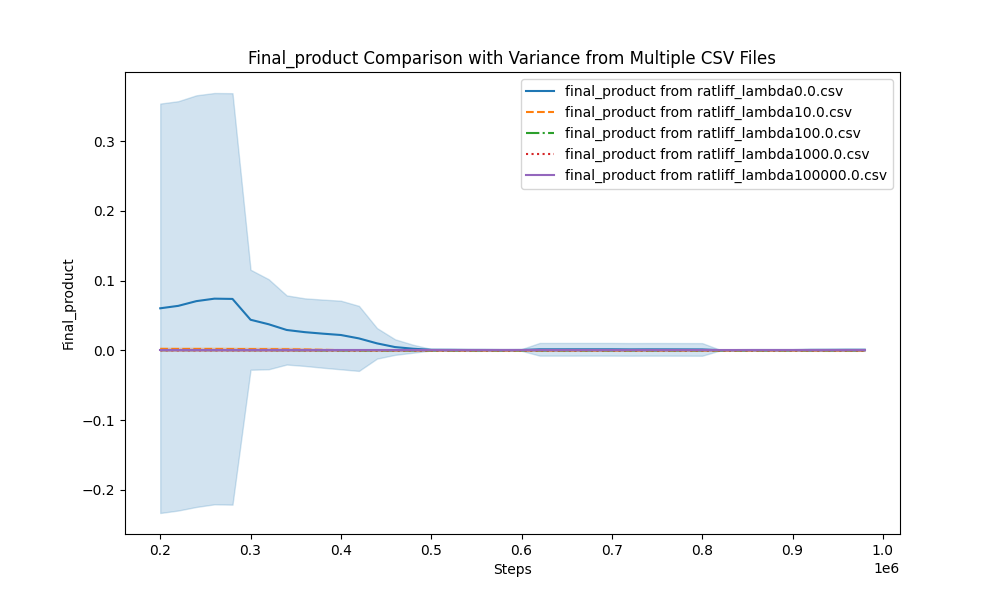 Final_product Comparison with Variance from Multiple CSV Files
final_product from ratliff_lambda0.0.csv
final_product from ratliff_lambda10.0.csv
final_product from ratliff_lambda100.0.csv
final_product from ratliff_lambda1000.0.csv
final_product from ratliff_lambda100000.0.csv
Final_product
0.3
0.2
0.1
0.0
−0.1
−0.2
0.2 0.3 0.4 0.5 0.6 0.7 0.8 0.9 1.0
1e6
Steps